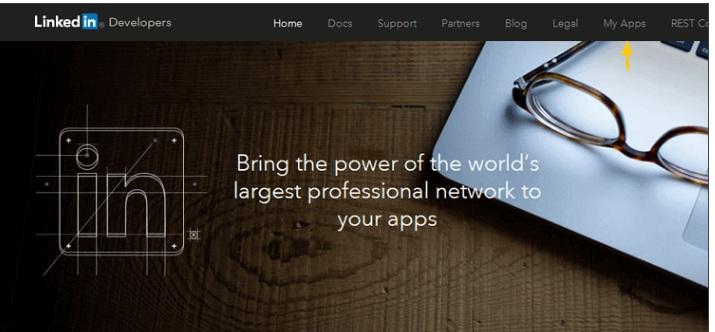 Linked in ® Developers
Home Docs Support Partners Blog Legal My Apps REST Co
in
Bring the power of the world's
largest professional network to
your apps